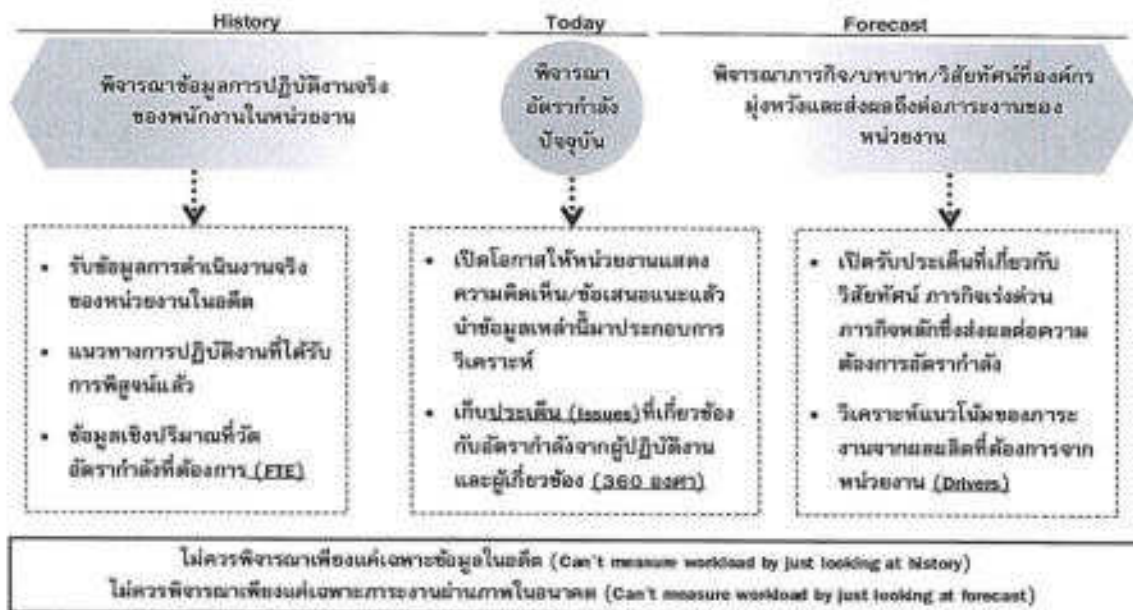 History
Today
Forecast
พิจารณาข้อมูลการปฏิบัติงานจริง
ของพนักงานในหน่วยงาน
พิจารณา
อัตรากำลัง
ปัจจุบัน
พิจารณาภารกิจ/บทบาท/วิสัยทัศน์ที่องค์กร
มุ่งหวังและส่งผลถึงต่อภาระงานของ
หน่วยงาน
• รับข้อมูลการดำเนินงานจริง
ของหน่วยงานในอดีต
• แนวทางการปฏิบัติงานที่ได้รับ
การพิสูจน์แล้ว
• ข้อมูลเชิงปริมาณที่วัด
อัตรากำลังที่ต้องการ (FTE)
• เปิดโอกาสให้หน่วยงานแสดง
ความคิดเห็น/ข้อเสนอแนะแล้ว
นำข้อมูลเหล่านี้มาประกอบการ
วิเคราะห์
• เก็บประเด็น (Issues)ที่เกี่ยวข้อง
กับอัตรากำลังจากผู้ปฏิบัติงาน
และผู้เกี่ยวข้อง (360 องศา)
• เปิดรับประเด็นที่เกี่ยวกับ
วิสัยทัศน์ ภารกิจเร่งด่วน
ภารกิจหลักซึ่งส่งผลต่อความ
ต้องการอัตรากำลัง
• วิเคราะห์แนวโน้มของภาระ
งานจากผลผลิตที่ต้องการจาก
หน่วยงาน (Drivers)
ไม่ควรพิจารณาเพียงแค่เฉพาะข้อมูลในอดีต (Can't measure workload by just looking at history)
ไม่ควรพิจารณาเพียงแค่เฉพาะภาระงานผ่านภาพในอนาคต (Can't measure workload by just looking at forecast)